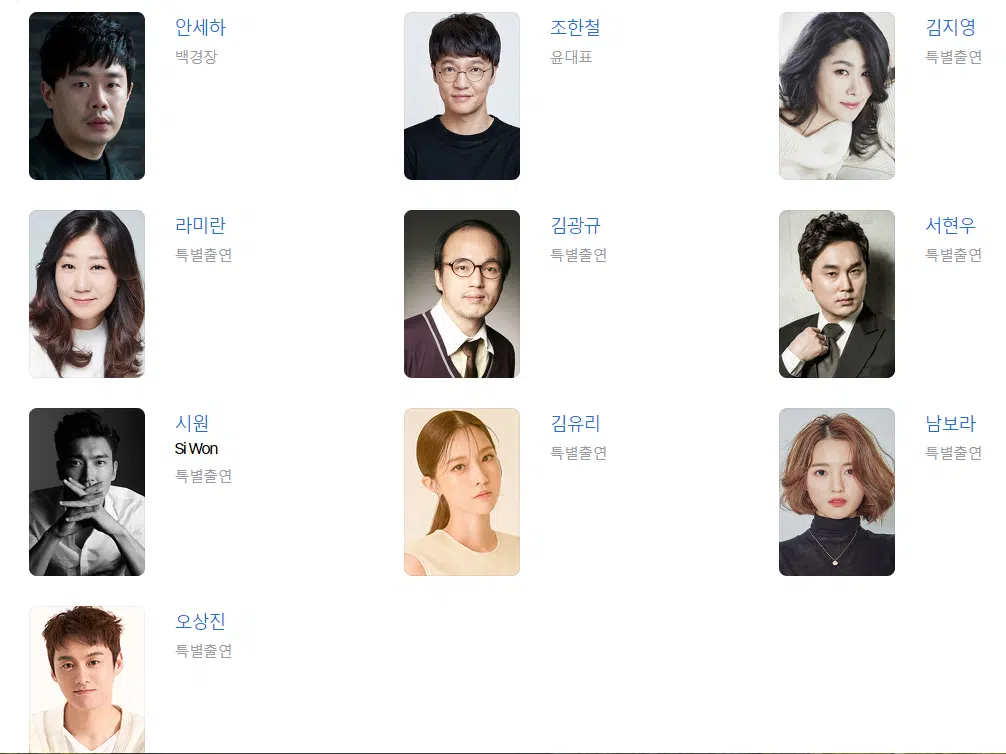 안세하
백경장
조한철
윤대표
김지영
특별출연
라미란
특별출연
김광규
특별출연
서현우
특별출연
시원
Si Won
특별출연
김유리
특별출연
남보라
특별출연
오상진
특별출연